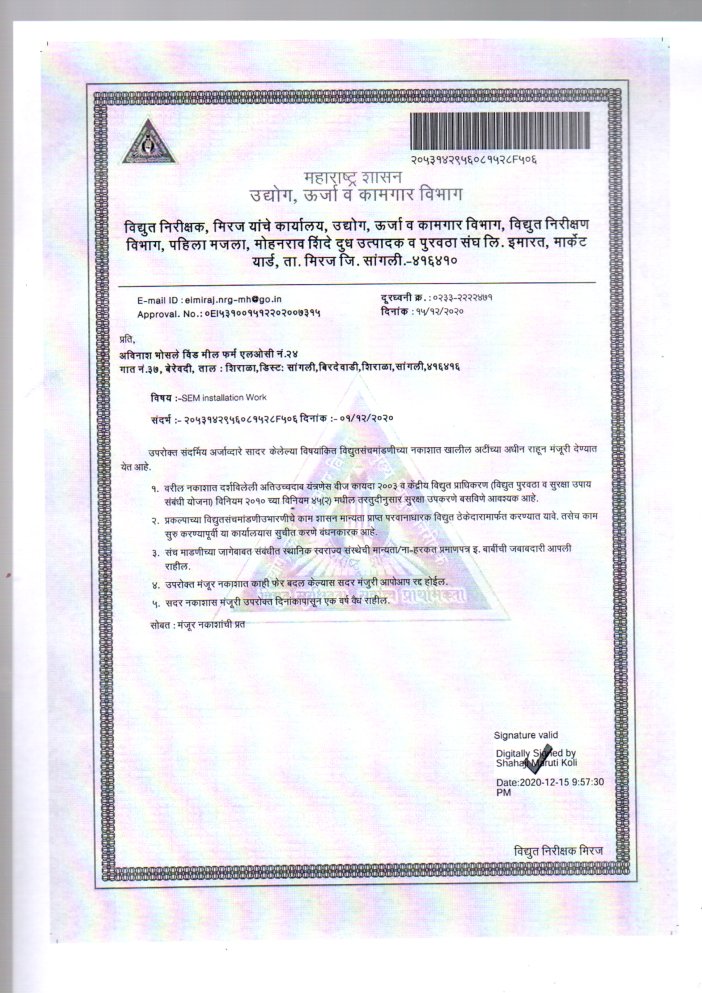 २०५३१४२९५६०८१५२८F५०६
महाराष्ट्र शासन
उद्योग, ऊर्जा व कामगार विभाग
विद्युत निरीक्षक, मिरज यांचे कार्यालय, उद्योग, ऊर्जा व कामगार विभाग, विद्युत निरीक्षण
विभाग, पहिला मजला, मोहनराव शिंदे दुध उत्पादक व पुरवठा संघ लि. इमारत, मार्केट
यार्ड, ता. मिरज जि. सांगली.-४१६४१०
E-mail ID : eimiraj.nrg-mh@go.in
दूरध्वनी क्र. : ०२३३-२२२२४७१
Approval. No.: ०EI५३१००१५१२२०२००७३१५
दिनांक : १५/१२/२०२०
प्रति,
अविनाश भोसले विंड मील फर्म एलओसी नं.२४
गात नं.३७, बेरेवदी, ताल : शिराळा,डिस्ट: सांगली,बिरदेवाडी,शिराळा,सांगली,४१६४१६
विषय :–SEM installation Work
संदर्भ :- २०५३१४२९५६०८१५२८F५०६ दिनांक :- ०१/१२/२०२०
उपरोक्त संदर्भिय अर्जाव्दारे सादर केलेल्या विषयांकित विद्युतसंचमांडणीच्या नकाशात खालील अटीच्या अधीन राहून मंजूरी देण्यात
येत आहे.
१. वरील नकाशात दर्शविलेली अतिउच्चदाब यंत्रणेस वीज कायदा २००३ व केंद्रीय विद्युत प्राधिकरण (विद्युत पुरवठा व सुरक्षा उपाय
संबंधी योजना) विनियम २०१० च्या विनियम ४५(२) मधील तरतुदीनुसार सुरक्षा उपकरणे बसविणे आवश्यक आहे.
२. प्रकल्पाच्या विद्युतसंचमांडणीउभारणीचे काम शासन मान्यता प्राप्त परवानाधारक विद्युत ठेकेदारामार्फत करण्यात यावे. तसेच काम
सुरु करण्यापूर्वी या कार्यालयास सुचीत करणे बंधनकारक आहे.
३. संच माडणीच्या जागेबाबत संबंधीत स्थानिक स्वराज्य संस्थेची मान्यता/ना-हरकत प्रमाणपत्र इ. बाबींची जबाबदारी आपली
राहील.
४. उपरोक्त मंजूर नकाशात काही फेर बदल केल्यास सदर मंजुरी आपोआप रद्द होईल.
५. सदर नकाशास मंजूरी उपरोक्त दिनांकापासून एक वर्ष वैध राहील.
सोबत : मंजूर नकाशांची प्रत
Signature valid
Digitally Signed by
Shahaji Maruti Koli
Date:2020-12-15 9:57:30
PM
विद्युत निरीक्षक मिरज